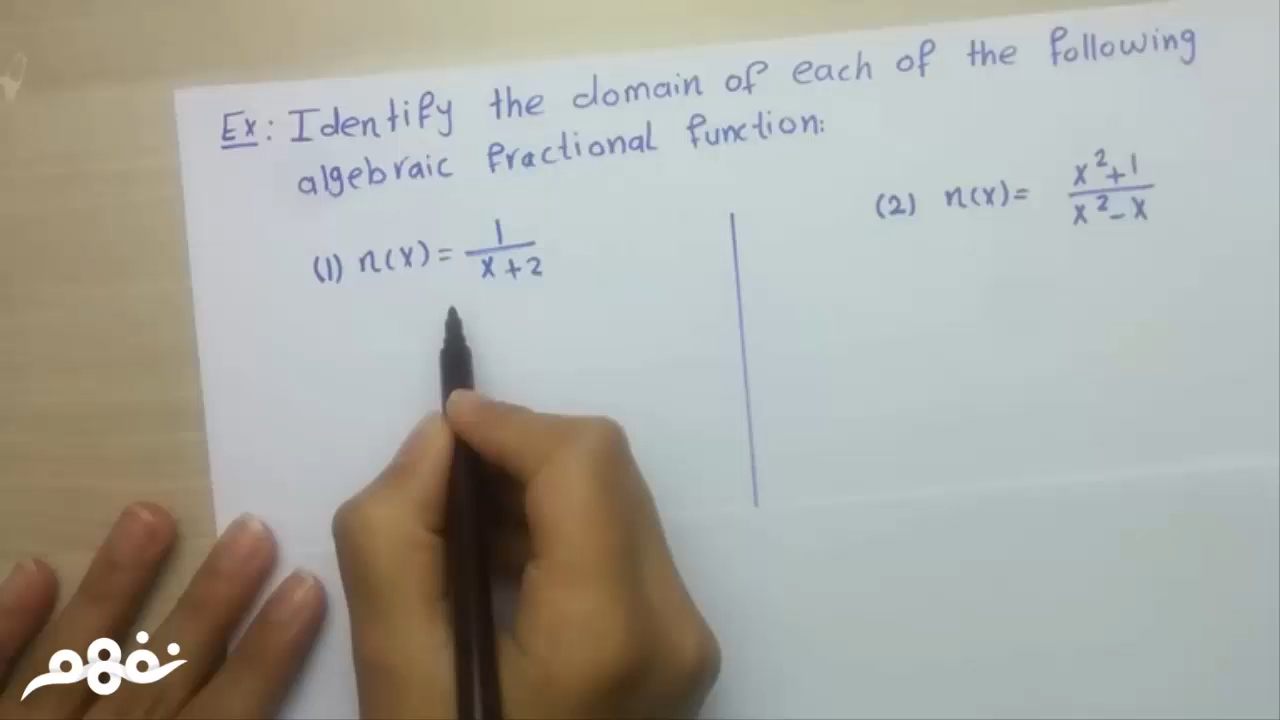 Ex: Identify the domain of each of the following
algebraic fractional function:
(1) n(x) = 1/(x+2)
(2) n(x) = (x²+1)/(x²-x)
نفهم